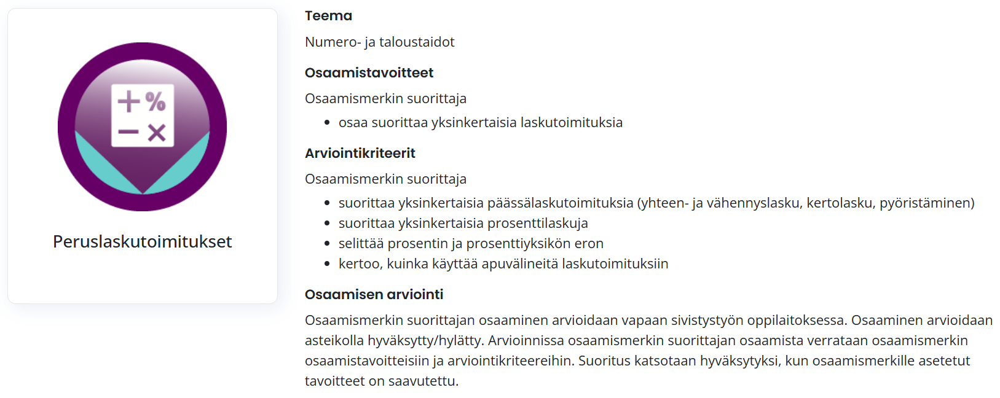 + %
− ×
Peruslaskutoimitukset
Teema
Numero- ja taloustaidot
Osaamistavoitteet
Osaamismerkin suorittaja
• osaa suorittaa yksinkertaisia laskutoimituksia
Arviointikriteerit
Osaamismerkin suorittaja
• suorittaa yksinkertaisia päässälaskutoimituksia (yhteen- ja vähennyslasku, kertolasku, pyöristäminen)
• suorittaa yksinkertaisia prosenttilaskuja
• selittää prosentin ja prosenttiyksikön eron
• kertoo, kuinka käyttää apuvälineitä laskutoimituksiin
Osaamisen arviointi
Osaamismerkin suorittajan osaaminen arvioidaan vapaan sivistystyön oppilaitoksessa. Osaaminen arvioidaan
asteikolla hyväksytty/hylätty. Arvioinnissa osaamismerkin suorittajan osaamista verrataan osaamismerkin
osaamistavoitteisiin ja arviointikriteereihin. Suoritus katsotaan hyväksytyksi, kun osaamismerkille asetetut
tavoitteet on saavutettu.